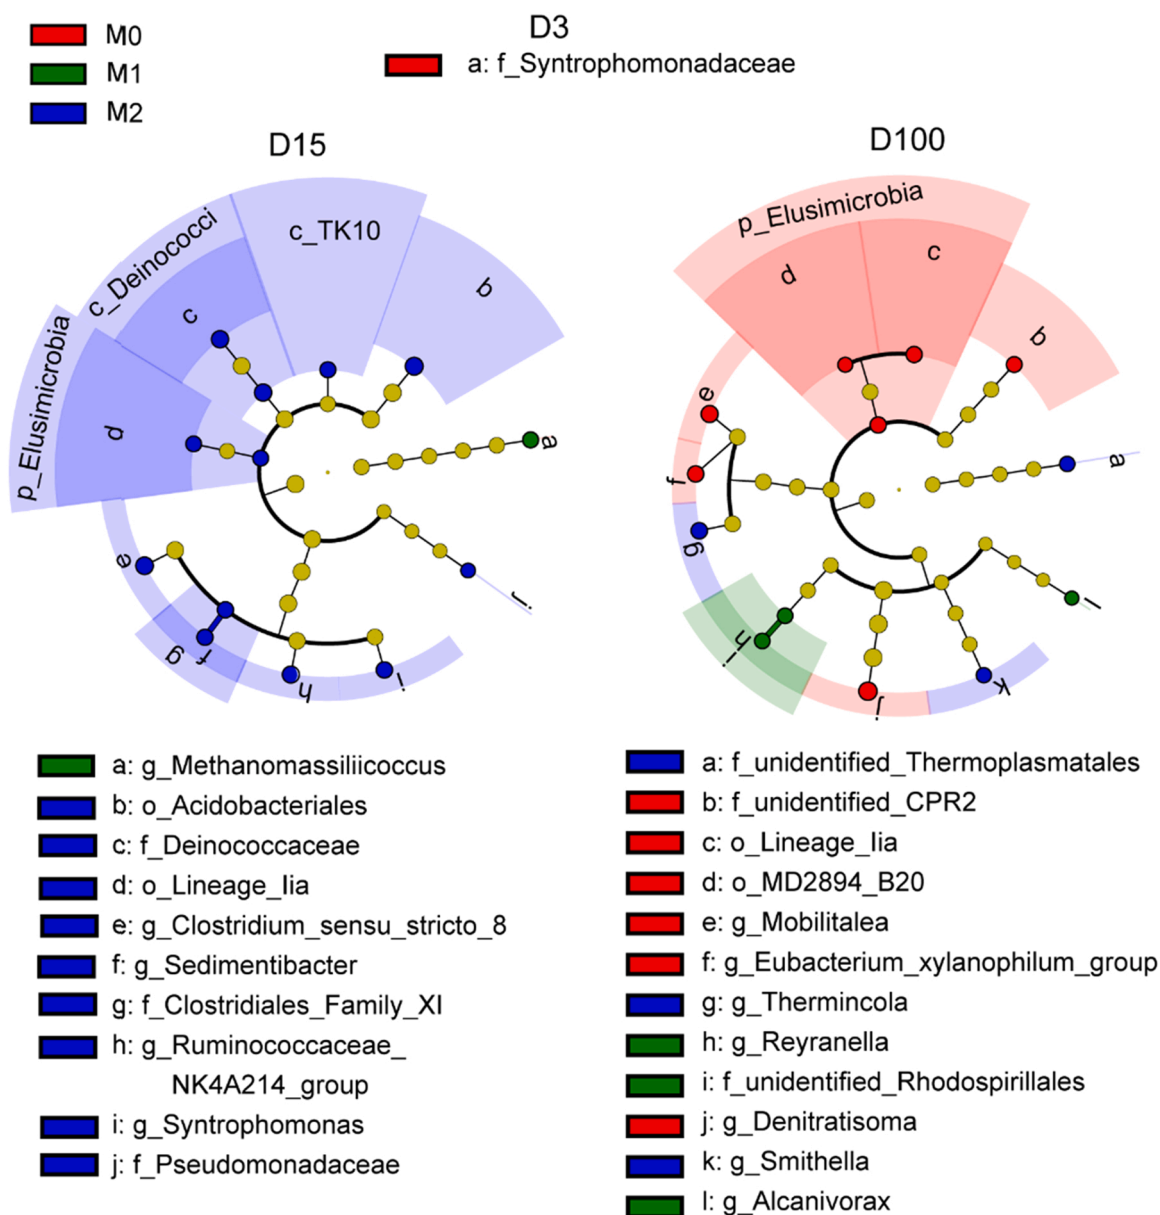 M0
M1
M2
D3
a: f_Syntrophomonadaceae
D15
p_Elusimicrobia
c_Deinococci
c_TK10
b
c
d
a
e
f
g
h
i
j
D100
p_Elusimicrobia
d
c
b
e
f
g
a
h
i
j
k
l
a: g_Methanomassiliicoccus
b: o_Acidobacteriales
c: f_Deinococcaceae
d: o_Lineage_Iia
e: g_Clostridium_sensu_stricto_8
f: g_Sedimentibacter
g: f_Clostridiales_Family_XI
h: g_Ruminococcaceae_
NK4A214_group
i: g_Syntrophomonas
j: f_Pseudomonadaceae
a: f_unidentified_Thermoplasmatales
b: f_unidentified_CPR2
c: o_Lineage_Iia
d: o_MD2894_B20
e: g_Mobilitalea
f: g_Eubacterium_xylanophilum_group
g: g_Thermincola
h: g_Reyranella
i: f_unidentified_Rhodospirillales
j: g_Denitratisoma
k: g_Smithella
l: g_Alcanivorax